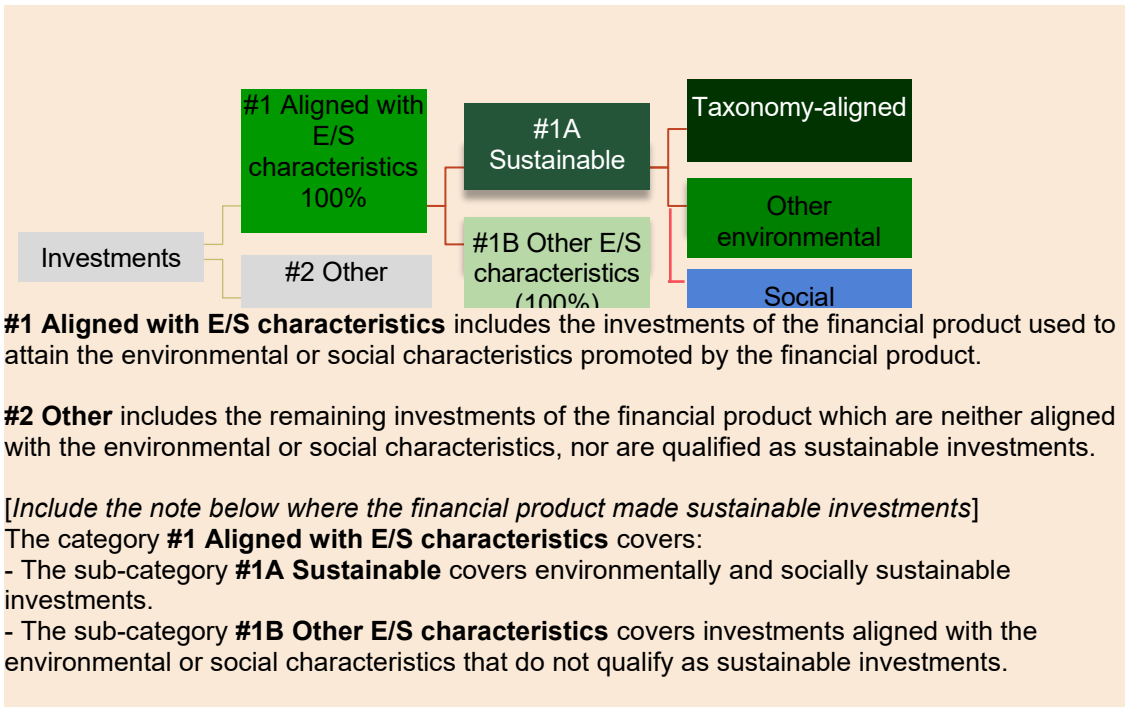 #1 Aligned with
E/S
characteristics
100%
#1A
Sustainable
Taxonomy-aligned
Investments
#2 Other
#1B Other E/S
characteristics
(100%)
Other
environmental
Social
#1 Aligned with E/S characteristics includes the investments of the financial product used to
attain the environmental or social characteristics promoted by the financial product.
#2 Other includes the remaining investments of the financial product which are neither aligned
with the environmental or social characteristics, nor are qualified as sustainable investments.
[Include the note below where the financial product made sustainable investments]
The category #1 Aligned with E/S characteristics covers:
- The sub-category #1A Sustainable covers environmentally and socially sustainable
investments.
- The sub-category #1B Other E/S characteristics covers investments aligned with the
environmental or social characteristics that do not qualify as sustainable investments.